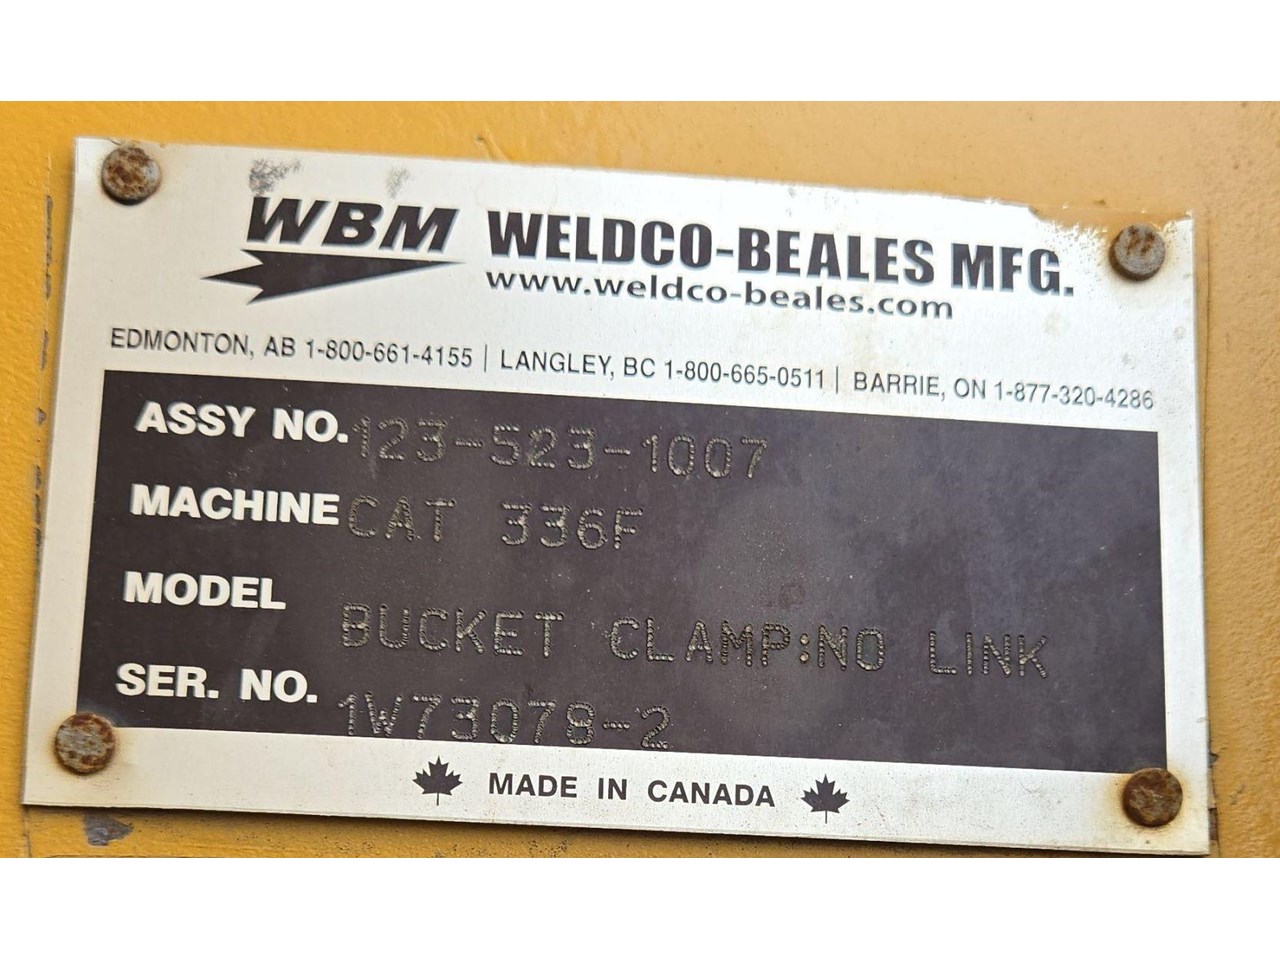 WBM WELDCO-BEALES MFG.
www.weldco-beales.com
EDMONTON, AB 1-800-661-4155 | LANGLEY, BC 1-800-665-0511 | BARRIE, ON 1-877-320-4286
ASSY NO. 123-523-1007
MACHINE CAT 336F
MODEL BUCKET CLAMP:NO LINK
SER. NO. 1W73078-2
MADE IN CANADA